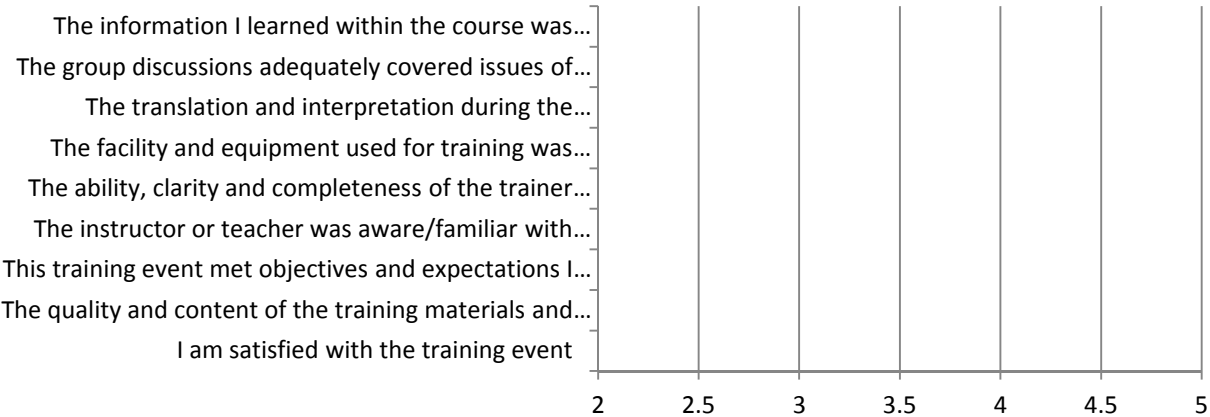 The information I learned within the course was…
The group discussions adequately covered issues of…
The translation and interpretation during the…
The facility and equipment used for training was…
The ability, clarity and completeness of the trainer…
The instructor or teacher was aware/familiar with…
This training event met objectives and expectations I…
The quality and content of the training materials and…
I am satisfied with the training event
2 2.5 3 3.5 4 4.5 5